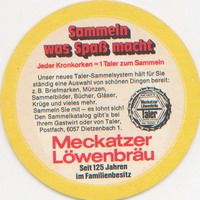 Sammeln
was Spaß macht
Jeder Kronkorken = 1 Taler zum Sammeln
Unser neues Taler-Sammelsystem hält für Sie
ständig eine Auswahl von schönen Dingen bereit:
z. B. Briefmarken, Münzen,
Sammelbilder, Bücher, Gläser,
Krüge und vieles mehr.
Sammeln Sie mit – es lohnt sich!
Den Sammelkatalog gibt's bei
Ihrem Gastwirt oder von Taler,
Postfach, 6057 Dietzenbach 1.
Taler
Meckatzer
Löwenbräu
Seit 125 Jahren
im Familienbesitz